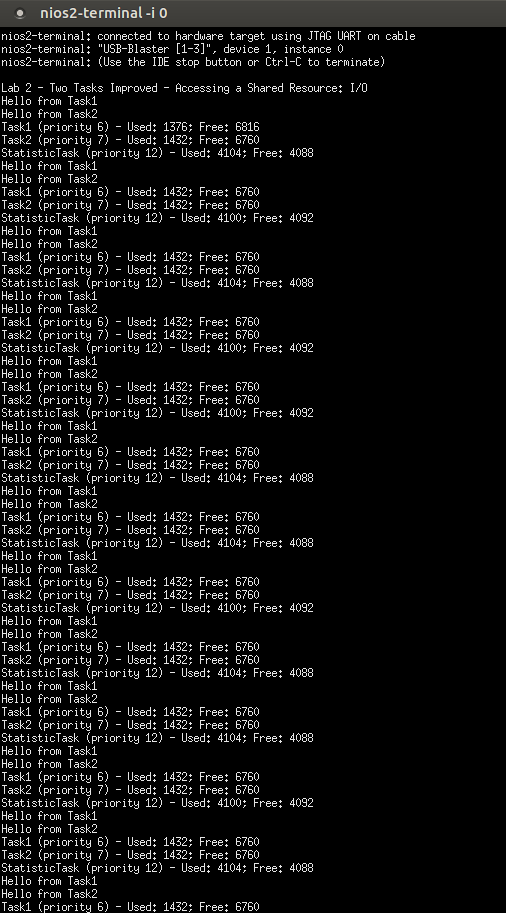 nios2-terminal -i 0
nios2-terminal: connected to hardware target using JTAG UART on cable
nios2-terminal: "USB-Blaster [1-3]", device 1, instance 0
nios2-terminal: (Use the IDE stop button or Ctrl-C to terminate)
Lab 2 - Two Tasks Improved - Accessing a Shared Resource: I/O
Hello from Task1
Hello from Task2
Task1 (priority 6) - Used: 1376; Free: 6816
Task2 (priority 7) - Used: 1432; Free: 6760
StatisticTask (priority 12) - Used: 4104; Free: 4088
Hello from Task1
Hello from Task2
Task1 (priority 6) - Used: 1432; Free: 6760
Task2 (priority 7) - Used: 1432; Free: 6760
StatisticTask (priority 12) - Used: 4100; Free: 4092
Hello from Task1
Hello from Task2
Task1 (priority 6) - Used: 1432; Free: 6760
Task2 (priority 7) - Used: 1432; Free: 6760
StatisticTask (priority 12) - Used: 4104; Free: 4088
Hello from Task1
Hello from Task2
Task1 (priority 6) - Used: 1432; Free: 6760
Task2 (priority 7) - Used: 1432; Free: 6760
StatisticTask (priority 12) - Used: 4100; Free: 4092
Hello from Task1
Hello from Task2
Task1 (priority 6) - Used: 1432; Free: 6760
Task2 (priority 7) - Used: 1432; Free: 6760
StatisticTask (priority 12) - Used: 4100; Free: 4092
Hello from Task1
Hello from Task2
Task1 (priority 6) - Used: 1432; Free: 6760
Task2 (priority 7) - Used: 1432; Free: 6760
StatisticTask (priority 12) - Used: 4104; Free: 4088
Hello from Task1
Hello from Task2
Task1 (priority 6) - Used: 1432; Free: 6760
Task2 (priority 7) - Used: 1432; Free: 6760
StatisticTask (priority 12) - Used: 4104; Free: 4088
Hello from Task1
Hello from Task2
Task1 (priority 6) - Used: 1432; Free: 6760
Task2 (priority 7) - Used: 1432; Free: 6760
StatisticTask (priority 12) - Used: 4100; Free: 4092
Hello from Task1
Hello from Task2
Task1 (priority 6) - Used: 1432; Free: 6760
Task2 (priority 7) - Used: 1432; Free: 6760
StatisticTask (priority 12) - Used: 4104; Free: 4088
Hello from Task1
Hello from Task2
Task1 (priority 6) - Used: 1432; Free: 6760
Task2 (priority 7) - Used: 1432; Free: 6760
StatisticTask (priority 12) - Used: 4104; Free: 4088
Hello from Task1
Hello from Task2
Task1 (priority 6) - Used: 1432; Free: 6760
Task2 (priority 7) - Used: 1432; Free: 6760
StatisticTask (priority 12) - Used: 4100; Free: 4092
Hello from Task1
Hello from Task2
Task1 (priority 6) - Used: 1432; Free: 6760
Task2 (priority 7) - Used: 1432; Free: 6760
StatisticTask (priority 12) - Used: 4104; Free: 4088
Hello from Task1
Hello from Task2
Task1 (priority 6) - Used: 1432; Free: 6760